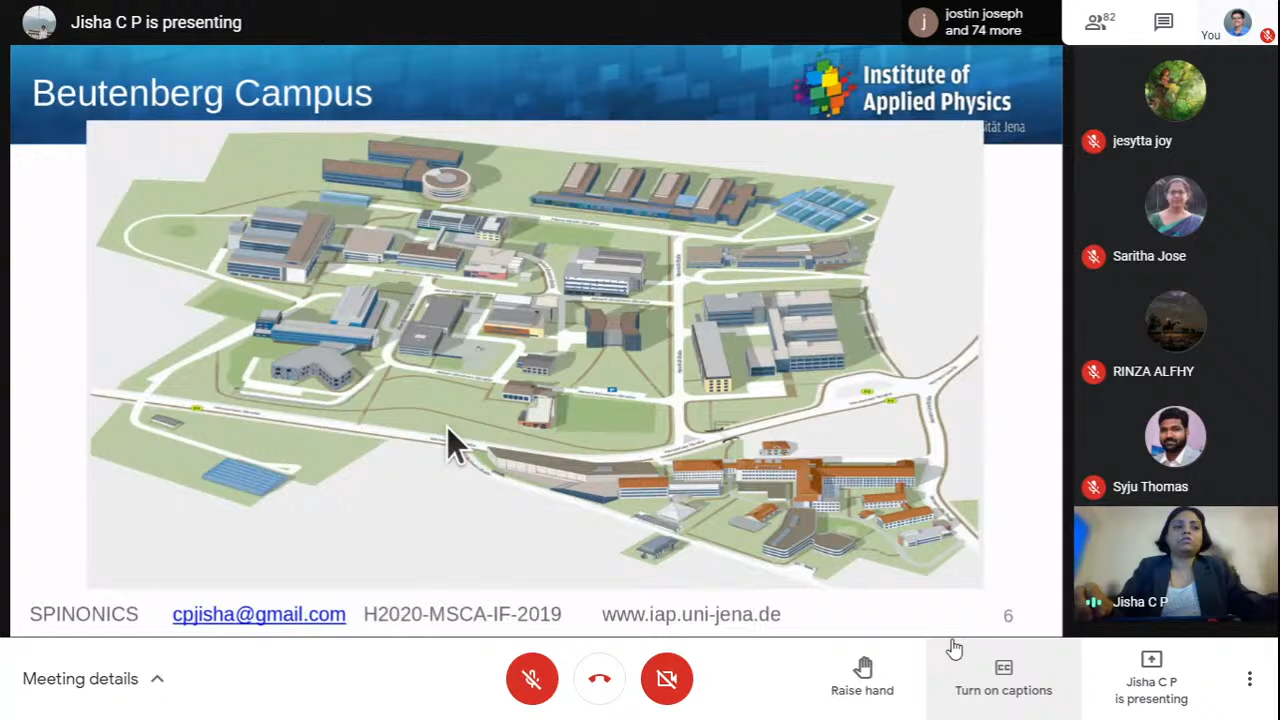 Jisha C P is presenting
jostin joseph
and 74 more
82
You
Beutenberg Campus
Institute of
Applied Physics
ität Jena
jesytta joy
Saritha Jose
RINZA ALFHY
Syju Thomas
Jisha C P
SPINONICS cpjisha@gmail.com H2020-MSCA-IF-2019 www.iap.uni-jena.de 6
Meeting details
Raise hand
Turn on captions
Jisha C P
is presenting